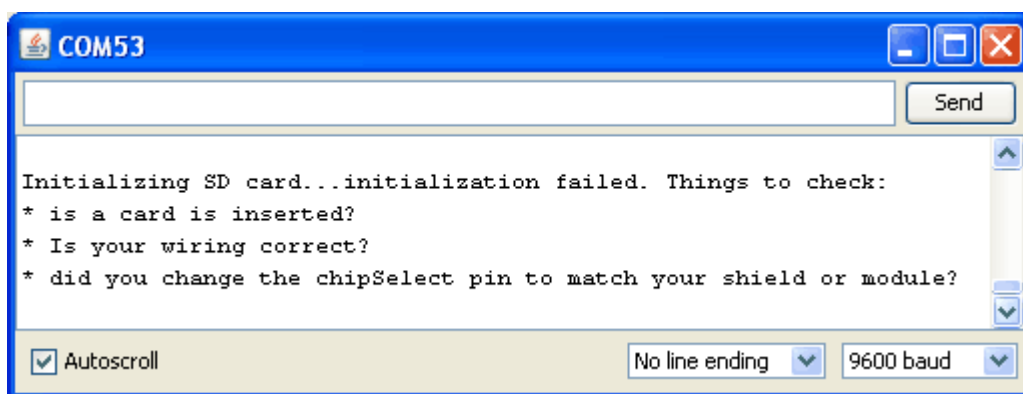 COM53
Send
Initializing SD card...initialization failed. Things to check:
* is a card is inserted?
* Is your wiring correct?
* did you change the chipSelect pin to match your shield or module?
Autoscroll
No line ending
9600 baud